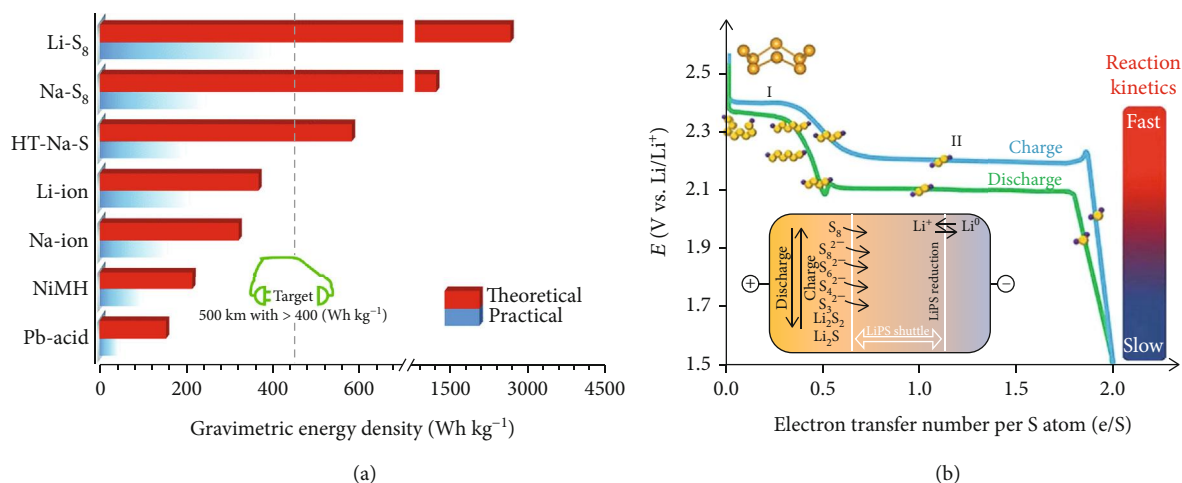 Li-S₈
Na-S₈
HT-Na-S
Li-ion
Na-ion
NiMH
Pb-acid
Target
500 km with > 400 (Wh kg⁻¹)
Theoretical
Practical
0 200 400 600 1500 3000 4500
Gravimetric energy density (Wh kg⁻¹)
(a)
E (V vs. Li/Li⁺)
2.5
2.3
2.1
1.9
1.7
1.5
I
II
Charge
Discharge
Discharge
Charge
S₈
S₈²⁻
S₆²⁻
S₄²⁻
S₃²⁻
Li₂S₂
Li₂S
Li⁺
Li⁰
LiPS reduction
LiPS shuttle
+
−
0.0 0.5 1.0 1.5 2.0
Electron transfer number per S atom (e/S)
Reaction
kinetics
Fast
Slow
(b)